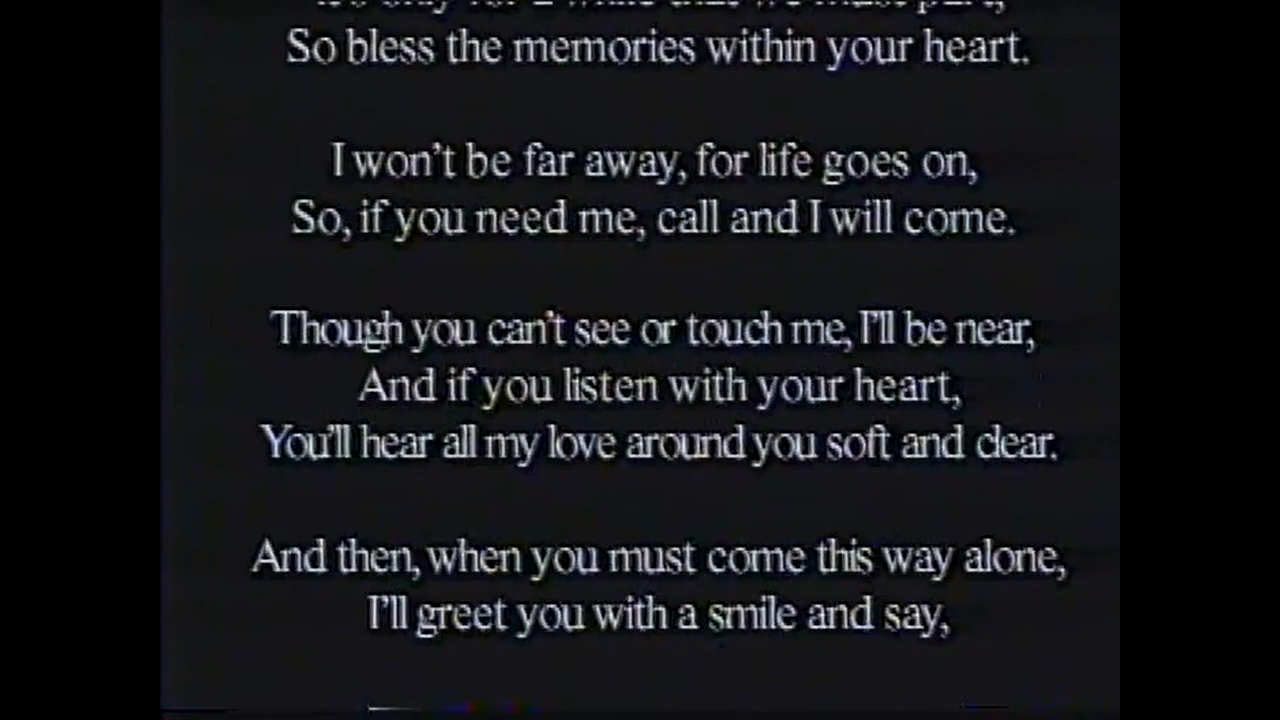 So bless the memories within your heart.
I won't be far away, for life goes on,
So, if you need me, call and I will come.
Though you can't see or touch me, I'll be near,
And if you listen with your heart,
You'll hear all my love around you soft and clear.
And then, when you must come this way alone,
I'll greet you with a smile and say,